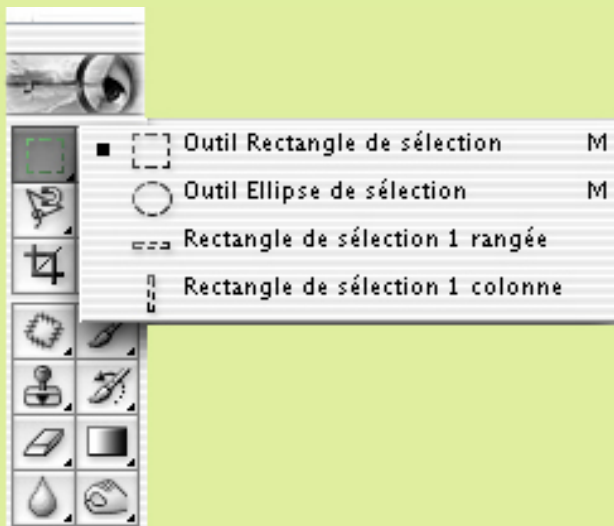 Outil Rectangle de sélection M
Outil Ellipse de sélection M
Rectangle de sélection 1 rangée
Rectangle de sélection 1 colonne